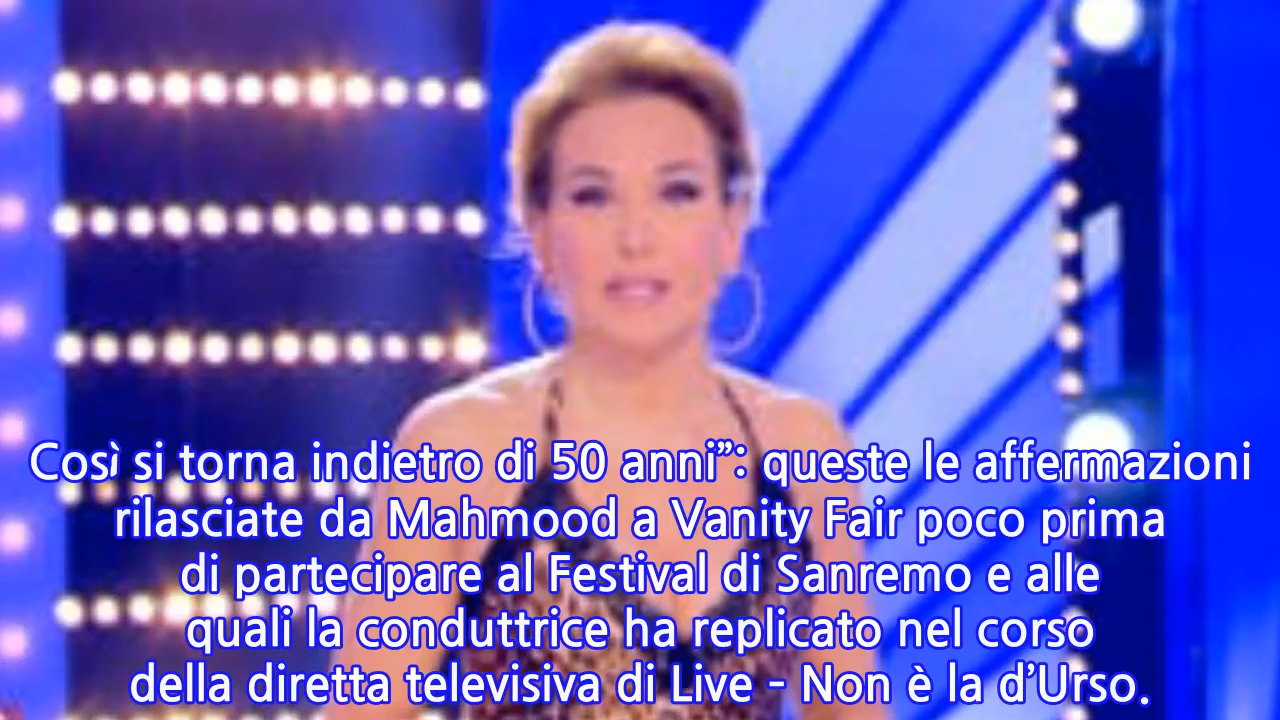 Così si torna indietro di 50 anni”: queste le affermazioni
rilasciate da Mahmood a Vanity Fair poco prima
di partecipare al Festival di Sanremo e alle
quali la conduttrice ha replicato nel corso
della diretta televisiva di Live - Non è la d’Urso.